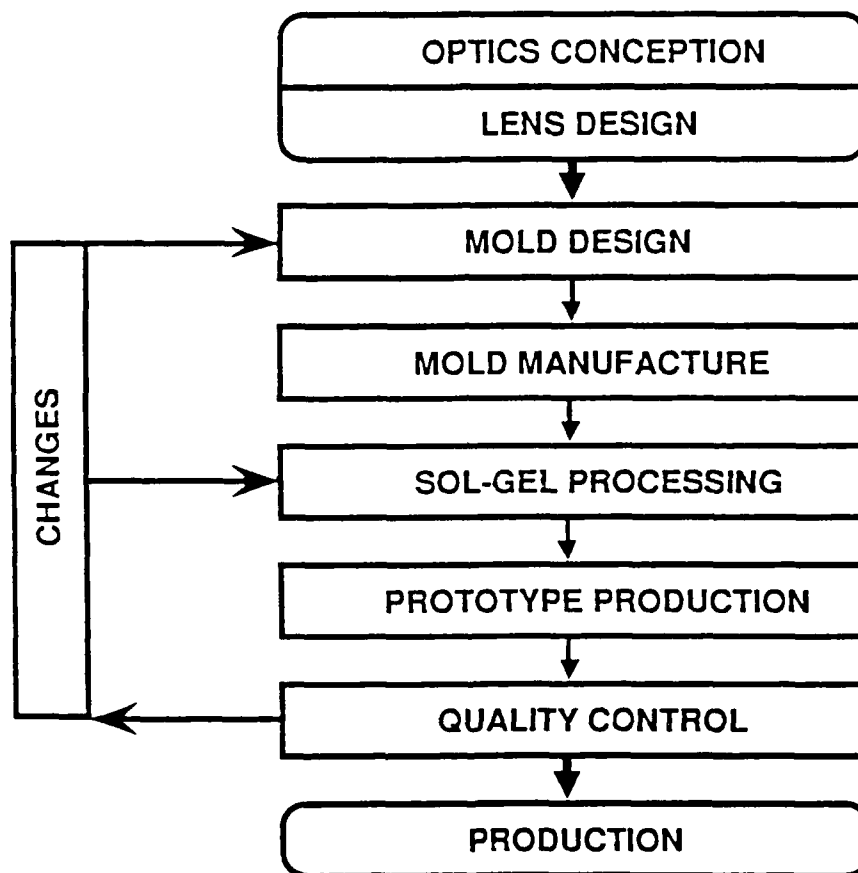 OPTICS CONCEPTION
LENS DESIGN
MOLD DESIGN
MOLD MANUFACTURE
CHANGES
SOL-GEL PROCESSING
PROTOTYPE PRODUCTION
QUALITY CONTROL
PRODUCTION